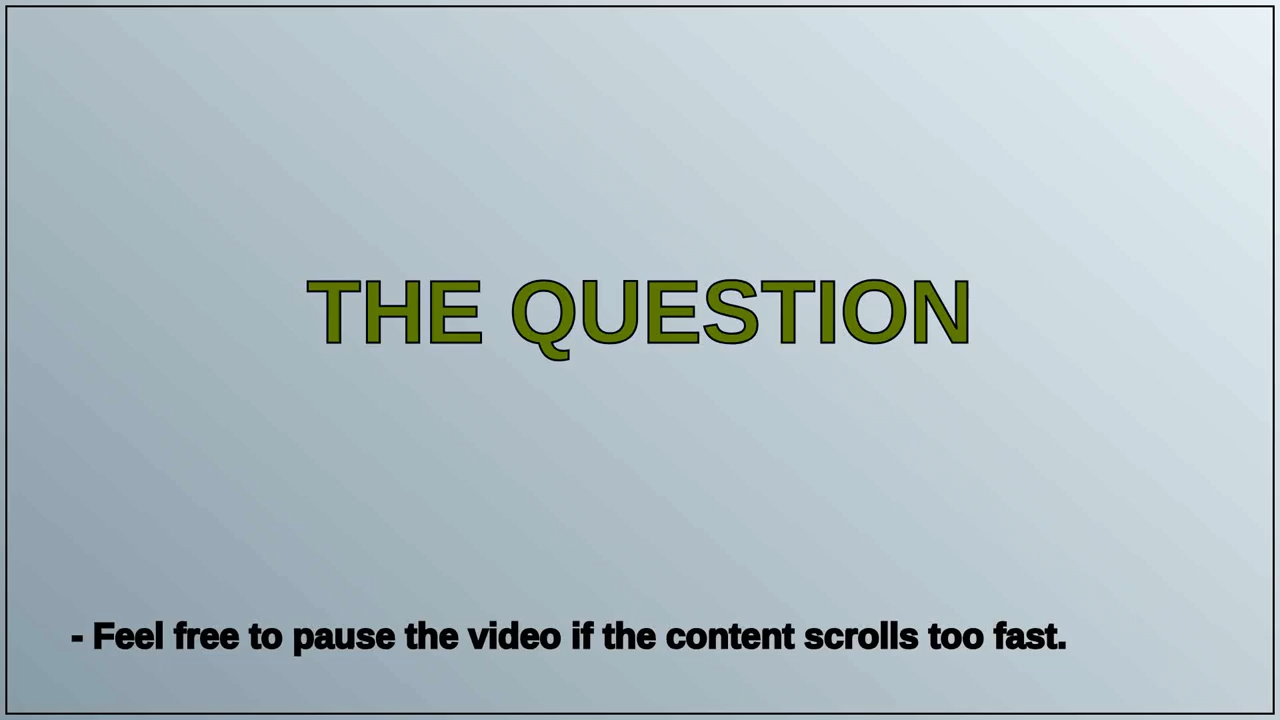 THE QUESTION
- Feel free to pause the video if the content scrolls too fast.